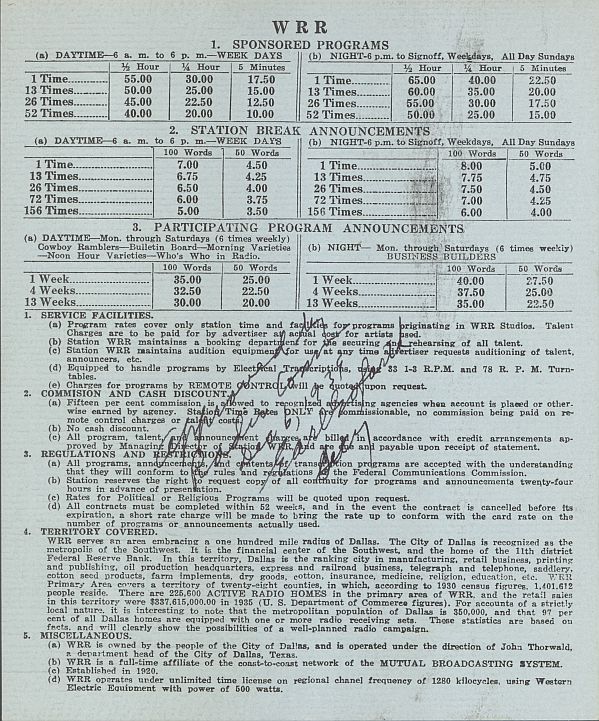 WRR
1. SPONSORED PROGRAMS
(a) DAYTIME—6 a. m. to 6 p. m.—WEEK DAYS
½ Hour ¼ Hour 5 Minutes
1 Time............ 55.00 30.00 17.50
13 Times........... 50.00 25.00 15.00
26 Times........... 45.00 22.50 12.50
52 Times........... 40.00 20.00 10.00
(b) NIGHT-6 p.m. to Signoff, Weekdays, All Day Sundays
½ Hour ¼ Hour 5 Minutes
1 Time............... 65.00 40.00 22.50
13 Times............. 60.00 35.00 20.00
26 Times............. 55.00 30.00 17.50
52 Times............. 50.00 25.00 15.00
2. STATION BREAK ANNOUNCEMENTS
(a) DAYTIME—6 a. m. to 6 p. m.—WEEK DAYS
100 Words 50 Words
1 Time.......................... 7.00 4.50
13 Times........................ 6.75 4.25
26 Times........................ 6.50 4.00
72 Times........................ 6.00 3.75
156 Times....................... 5.00 3.50
(b) NIGHT-6 p.m. to Signoff, Weekdays, All Day Sundays
100 Words 50 Words
1 Time.......................... 8.00 5.00
13 Times........................ 7.75 4.75
26 Times........................ 7.50 4.50
72 Times........................ 7.00 4.25
156 Times....................... 6.00 4.00
3. PARTICIPATING PROGRAM ANNOUNCEMENTS
(a) DAYTIME—Mon. through Saturdays (6 times weekly)
Cowboy Ramblers—Bulletin Board—Morning Varieties
—Noon Hour Varieties—Who's Who in Radio.
100 Words 50 Words
1 Week.......................... 35.00 25.00
4 Weeks......................... 32.50 22.50
13 Weeks........................ 30.00 20.00
(b) NIGHT— Mon. through Saturdays (6 times weekly)
BUSINESS BUILDERS
100 Words 50 Words
1 Week.......................... 40.00 27.50
4 Weeks......................... 37.50 25.00
13 Weeks........................ 35.00 22.50
1. SERVICE FACILITIES.
(a) Program rates cover only station time and facilities for programs originating in WRR Studios. Talent
Charges are to be paid for by advertiser at actual cost for artists used.
(b) Station WRR maintains a booking department for the securing and rehearsing of all talent.
(c) Station WRR maintains audition equipment for use at any time advertiser requests auditioning of talent,
announcers, etc.
(d) Equipped to handle programs by Electrical Transcriptions, using 33 1-3 R.P.M. and 78 R. P. M. Turn-
tables.
(e) Charges for programs by REMOTE CONTROL will be quoted upon request.
2. COMMISION AND CASH DISCOUNT.
(a) Fifteen per cent commission is allowed to recognized advertising agencies when account is placed or other-
wise earned by agency. Station Time Rates ONLY are commissionable, no commission being paid on re-
mote control charges or talent costs.
(b) No cash discount.
(c) All program, talent, and announcement charges are billed in accordance with credit arrangements ap-
proved by Managing Director Station WRR, and are due and payable upon receipt of statement.
3. REGULATIONS AND RESTRICTIONS.
(a) All programs, announcements, and contents of transcription programs are accepted with the understanding
that they will conform to the rules and regulations of the Federal Communications Commission.
(b) Station reserves the right to request copy of all continuity for programs and announcements twenty-four
hours in advance of presentation.
(c) Rates for Political or Religious Programs will be quoted upon request.
(d) All contracts must be completed within 52 weeks, and in the event the contract is cancelled before its
expiration, a short rate charge will be made to bring the rate up to conform with the card rate on the
number of programs or announcements actually used.
4. TERRITORY COVERED.
WRR serves an area embracing a one hundred mile radius of Dallas. The City of Dallas is recognized as the
metropolis of the Southwest. It is the financial center of the Southwest, and the home of the 11th district
Federal Reserve Bank. In this territory, Dallas is the ranking city in manufacturing, retail business, printing
and publishing, oil production headquarters, express and railroad business, telegraph and telephone, saddlery,
cotton seed products, farm implements, dry goods, cotton, insurance, medicine, religion, education, etc. WRR
Primary Area covers a territory of twenty-eight counties, in which, according to 1930 census figures, 1,401,612
people reside. There are 225,600 ACTIVE RADIO HOMES in the primary area of WRR, and the retail sales
in this territory were $337,615,000.00 in 1935 (U. S. Department of Commerce figures). For accounts of a strictly
local nature, it is interesting to note that the metropolitan population of Dallas is 350,000, and that 97 per
cent of all Dallas homes are equipped with one or more radio receiving sets. These statistics are based on
facts, and will clearly show the possibilities of a well-planned radio campaign.
5. MISCELLANEOUS.
(a) WRR is owned by the people of the City of Dallas, and is operated under the direction of John Thorwald,
a department head of the City of Dallas, Texas.
(b) WRR is a full-time affiliate of the coast-to-coast network of the MUTUAL BROADCASTING SYSTEM.
(c) Established in 1920.
(d) WRR operates under unlimited time license on regional chanel frequency of 1280 kilocycles, using Western
Electric Equipment with power of 500 watts.